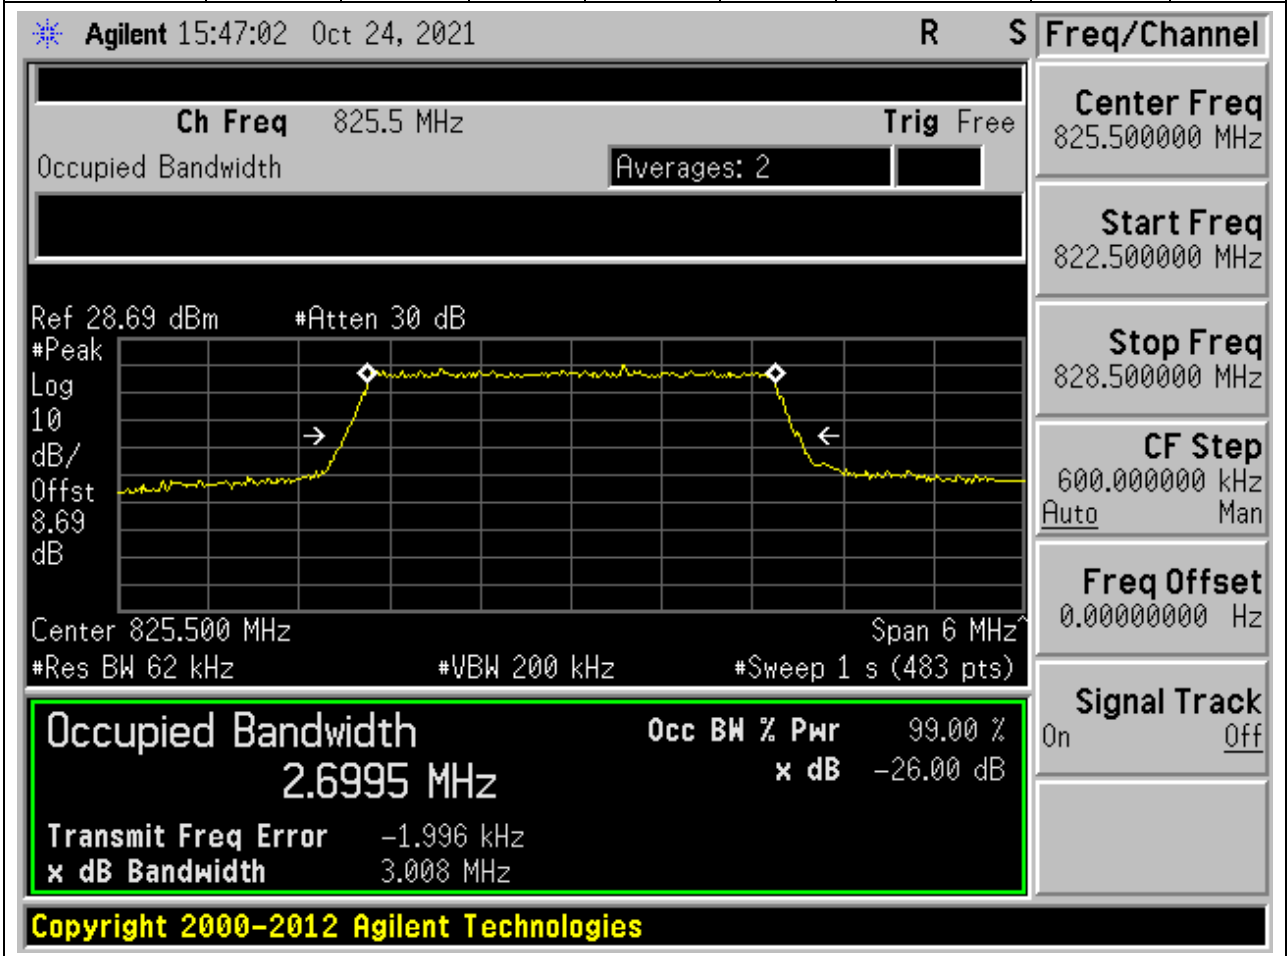 Agilent 15:47:02 Oct 24, 2021 R S
Freq/Channel
Ch Freq 825.5 MHz Trig Free
Occupied Bandwidth Averages: 2
Center Freq
825.500000 MHz
Start Freq
822.500000 MHz
Stop Freq
828.500000 MHz
CF Step
600.000000 kHz
Auto Man
Freq Offset
0.00000000 Hz
Signal Track
On Off
Ref 28.69 dBm #Atten 30 dB
#Peak
Log
10
dB/
Offst
8.69
dB
Center 825.500 MHz Span 6 MHz^
#Res BW 62 kHz #VBW 200 kHz #Sweep 1 s (483 pts)
Occupied Bandwidth Occ BW % Pwr 99.00 %
2.6995 MHz x dB -26.00 dB
Transmit Freq Error -1.996 kHz
x dB Bandwidth 3.008 MHz
Copyright 2000-2012 Agilent Technologies